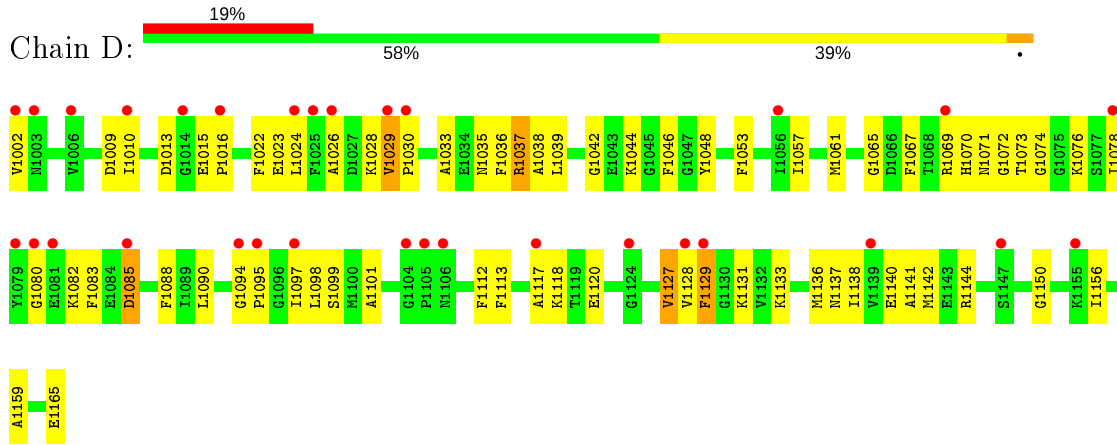 19%
Chain D:
58% 39% •
V1002 N1003 V1006 D1009 I1010 D1013 G1014 E1015 P1016 F1022 E1023 L1024 F1025 A1026 D1027 K1028 V1029 P1030 A1033 E1034 N1035 F1036 R1037 A1038 L1039 G1042 E1043 K1044 G1045 F1046 G1047 Y1048 F1053 I1056 I1057 M1061 G1065 D1066 F1067 T1068 R1069 H1070 N1071 G1072 T1073 G1074 G1075 K1076 S1077 I1078
Y1079 G1080 E1081 K1082 F1083 E1084 D1085 F1088 I1089 L1090 G1094 P1095 G1096 I1097 L1098 S1099 M1100 A1101 G1104 P1105 N1106 F1112 F1113 A1117 K1118 T1119 E1120 G1124 V1127 V1128 F1129 G1130 K1131 V1132 K1133 M1136 N1137 I1138 V1139 E1140 A1141 M1142 E1143 R1144 S1147 G1150 K1155 I1156
A1159 E1165